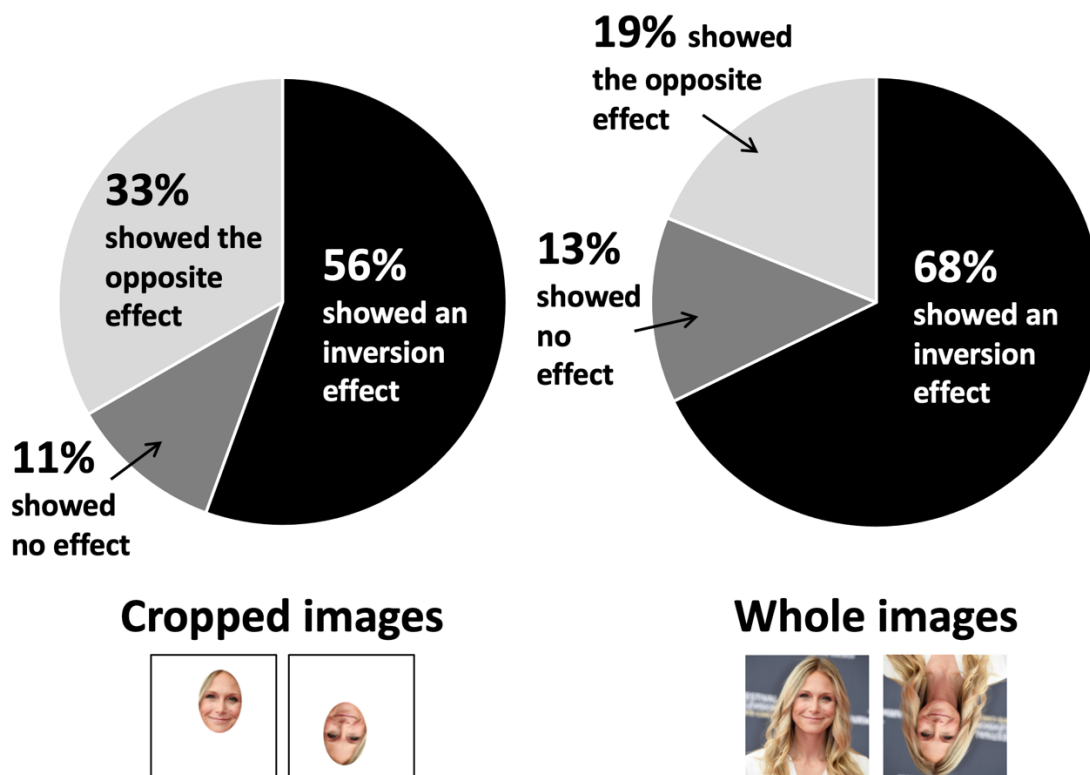 33%
showed the
opposite
effect
56%
showed an
inversion
effect
11%
showed
no effect
19% showed
the opposite
effect
13%
showed
no
effect
68%
showed an
inversion
effect
Cropped images
Whole images